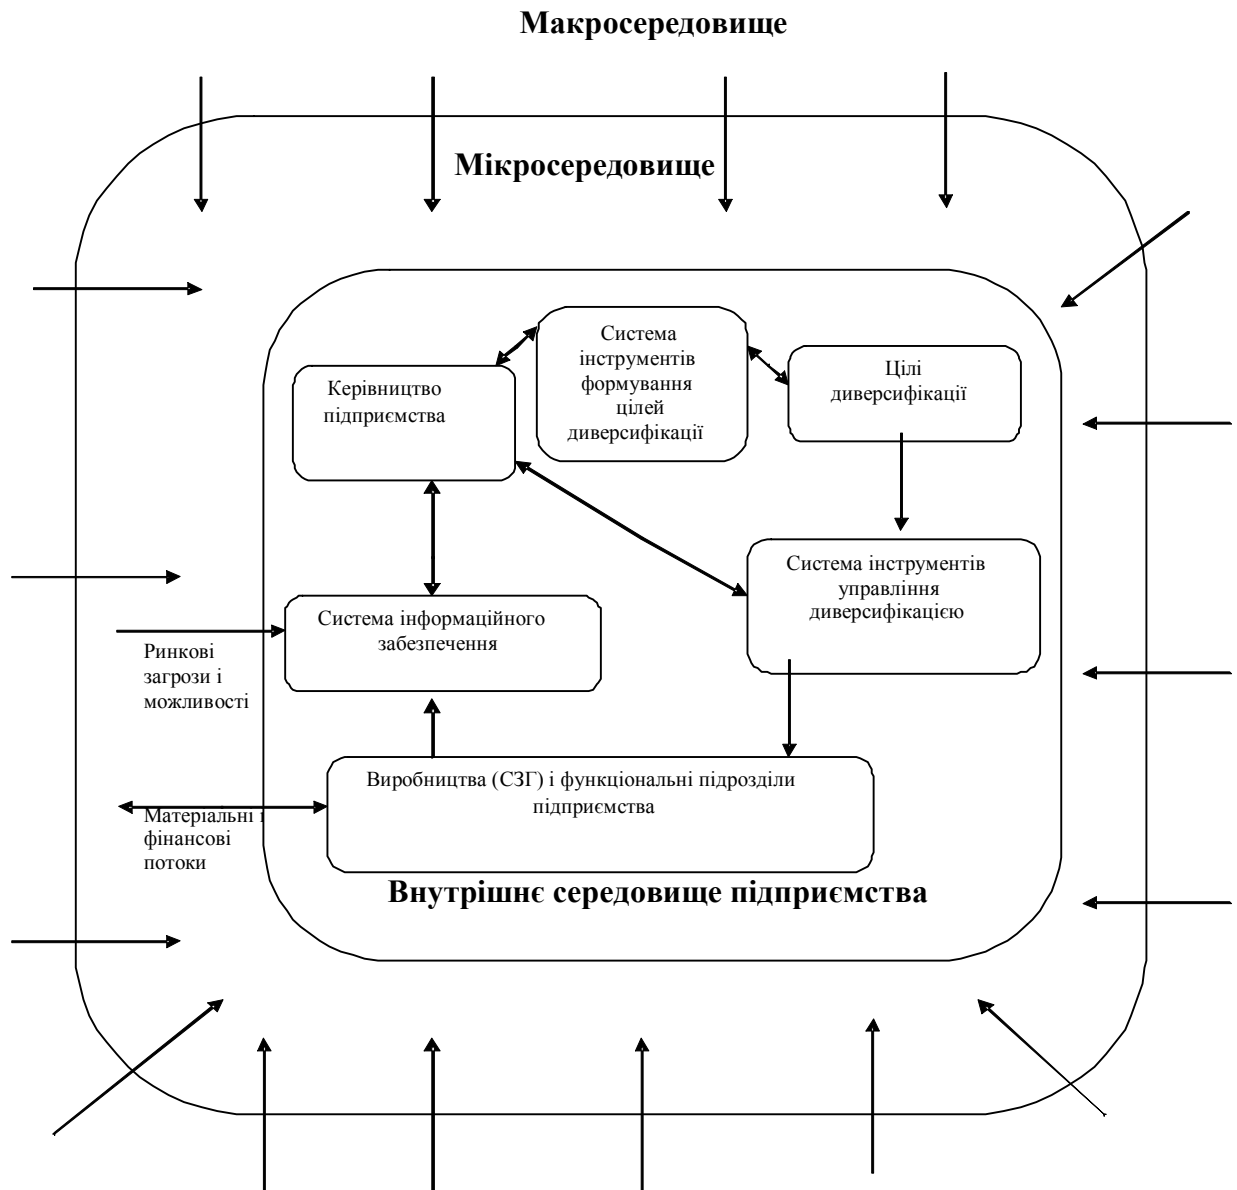 Макросередовище
Мікросередовище
Система
інструментів
формування
цілей
диверсифікації
Цілі
диверсифікації
Керівництво
підприємства
Система інструментів
управління
диверсифікацією
Система інформаційного
забезпечення
Ринкові
загрози і
можливості
Виробництва (СЗГ) і функціональні підрозділи
підприємства
Матеріальні і
фінансові
потоки
Внутрішнє середовище підприємства